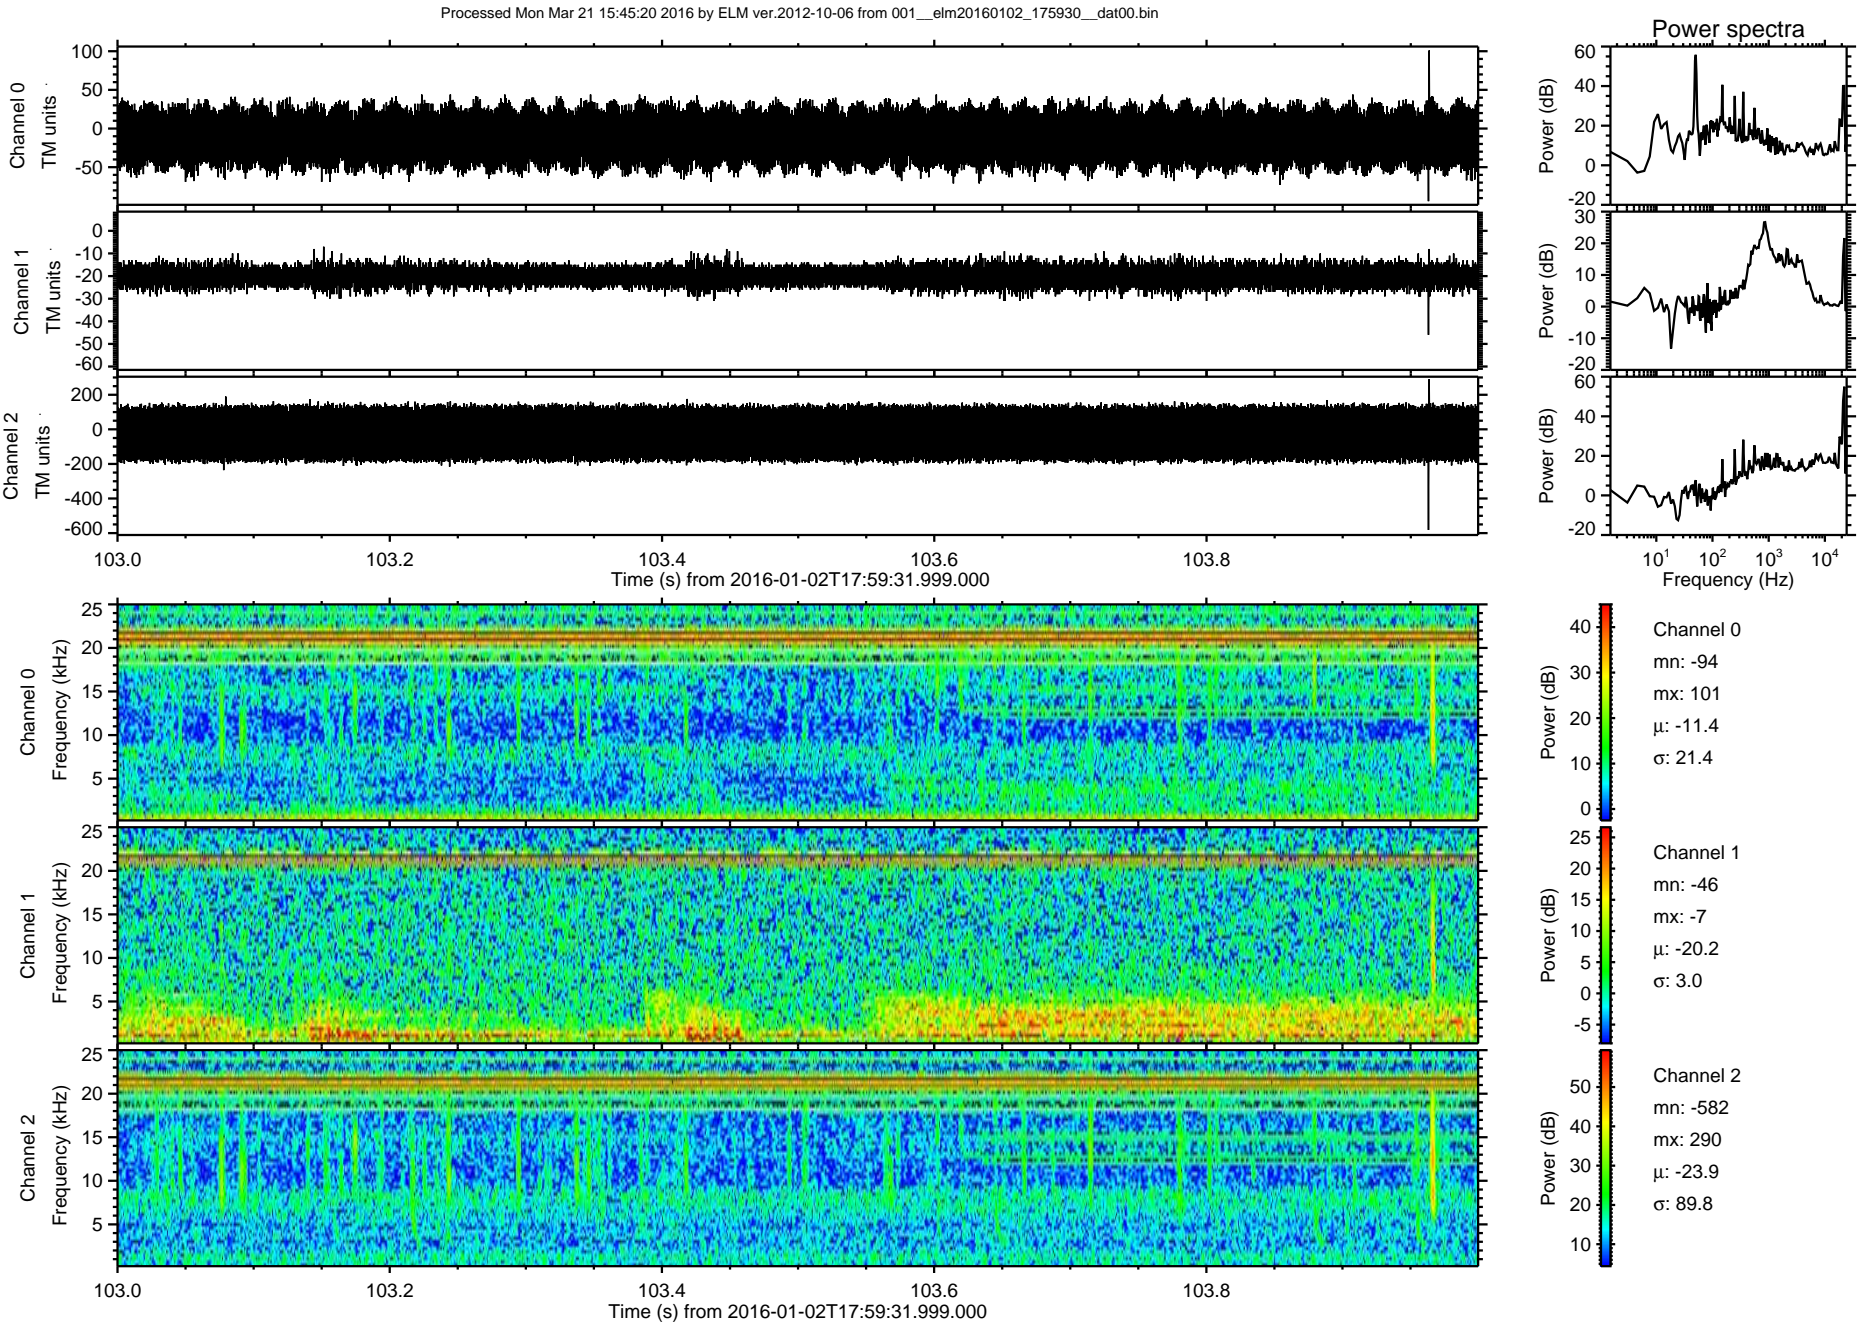 Processed Mon Mar 21 15:45:20 2016 by ELM ver.2012-10-06 from 001__elm20160102_175930__dat00.bin
Power spectra
Channel 0
TM units
100
50
0
-50
Power (dB)
60
40
20
0
-20
Channel 1
TM units
0
-10
-20
-30
-40
-50
-60
Power (dB)
30
20
10
0
-10
-20
Channel 2
TM units
200
0
-200
-400
-600
Power (dB)
60
40
20
0
-20
103.0 103.2 103.4 103.6 103.8
Time (s) from 2016-01-02T17:59:31.999.000
10^1 10^2 10^3 10^4
Frequency (Hz)
Channel 0
Frequency (kHz)
25
20
15
10
5
Power (dB)
40
30
20
10
0
Channel 0
mn: -94
mx: 101
μ: -11.4
σ: 21.4
Channel 1
Frequency (kHz)
25
20
15
10
5
Power (dB)
25
20
15
10
5
0
-5
Channel 1
mn: -46
mx: -7
μ: -20.2
σ: 3.0
Channel 2
Frequency (kHz)
25
20
15
10
5
Power (dB)
50
40
30
20
10
Channel 2
mn: -582
mx: 290
μ: -23.9
σ: 89.8
103.0 103.2 103.4 103.6 103.8
Time (s) from 2016-01-02T17:59:31.999.000